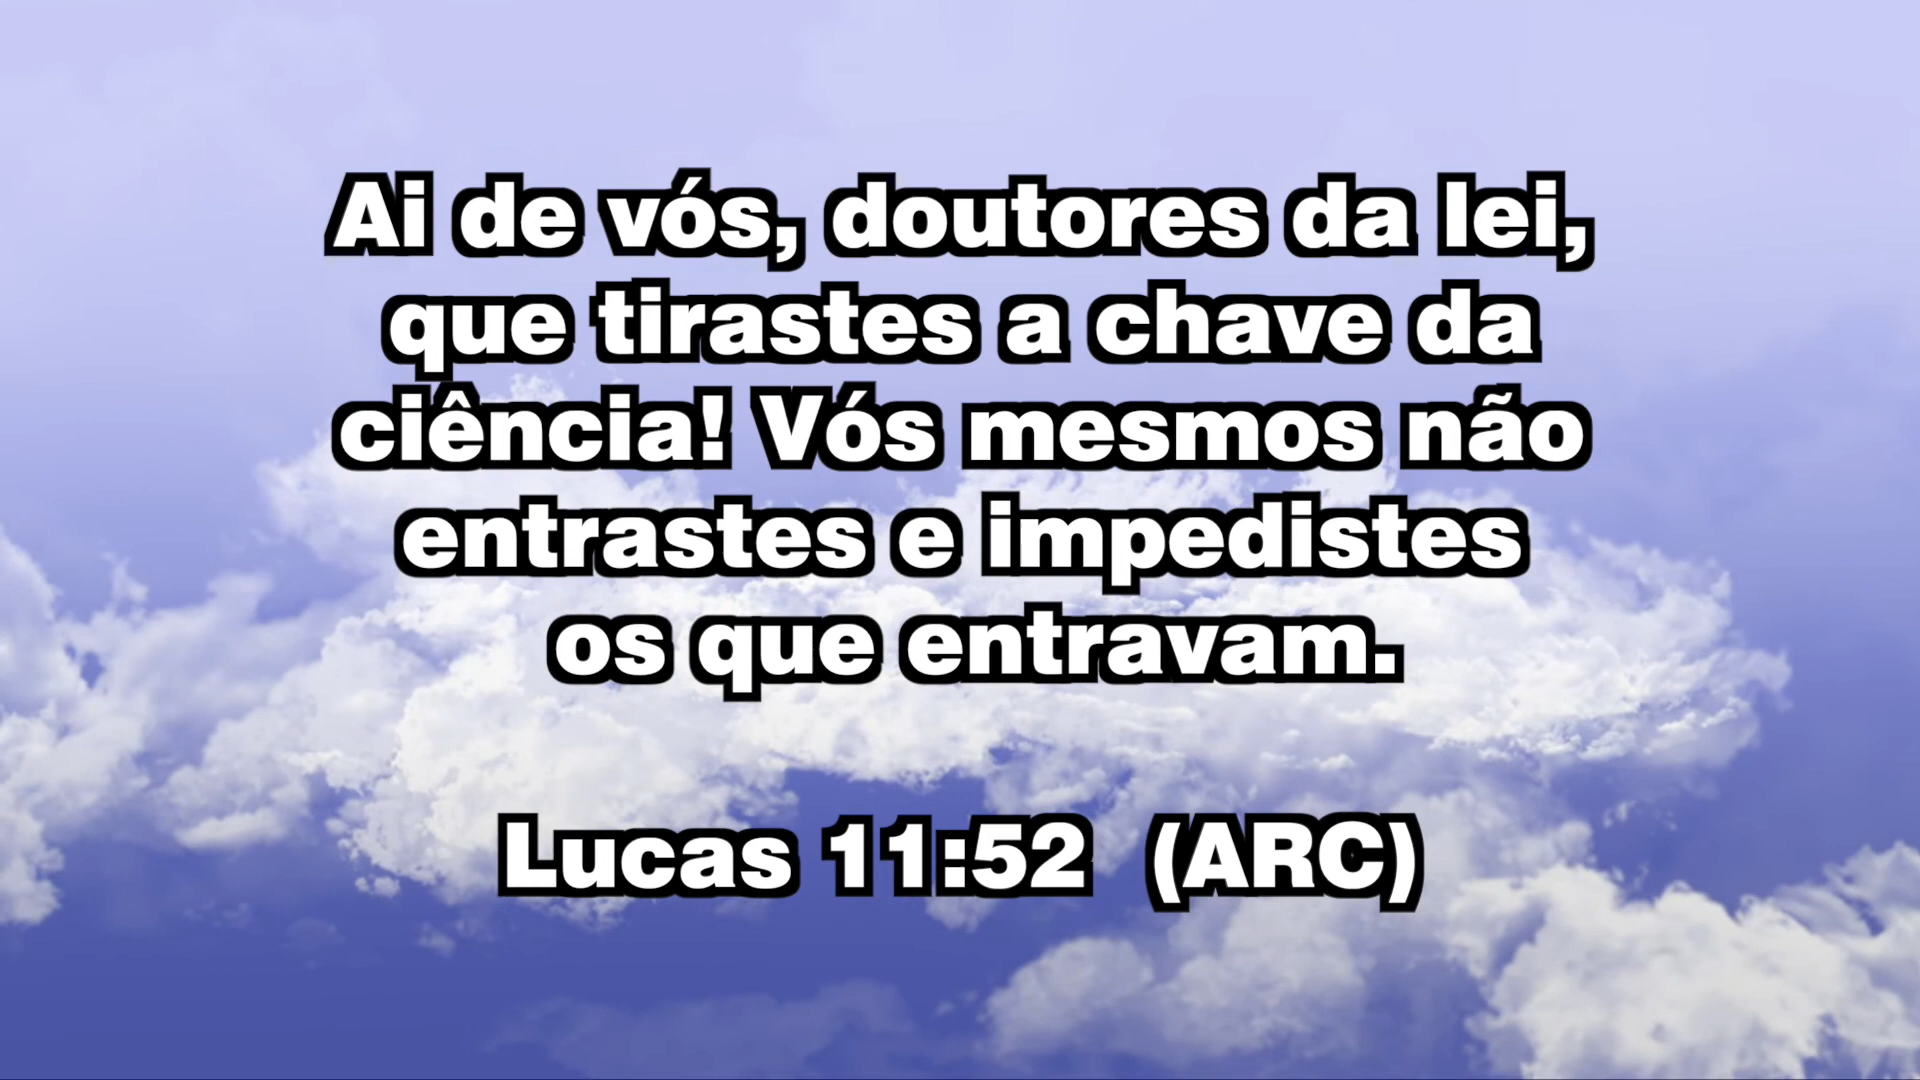 Ai de vós, doutores da lei,
que tirastes a chave da
ciência! Vós mesmos não
entrastes e impedistes
os que entravam.
Lucas 11:52  (ARC)